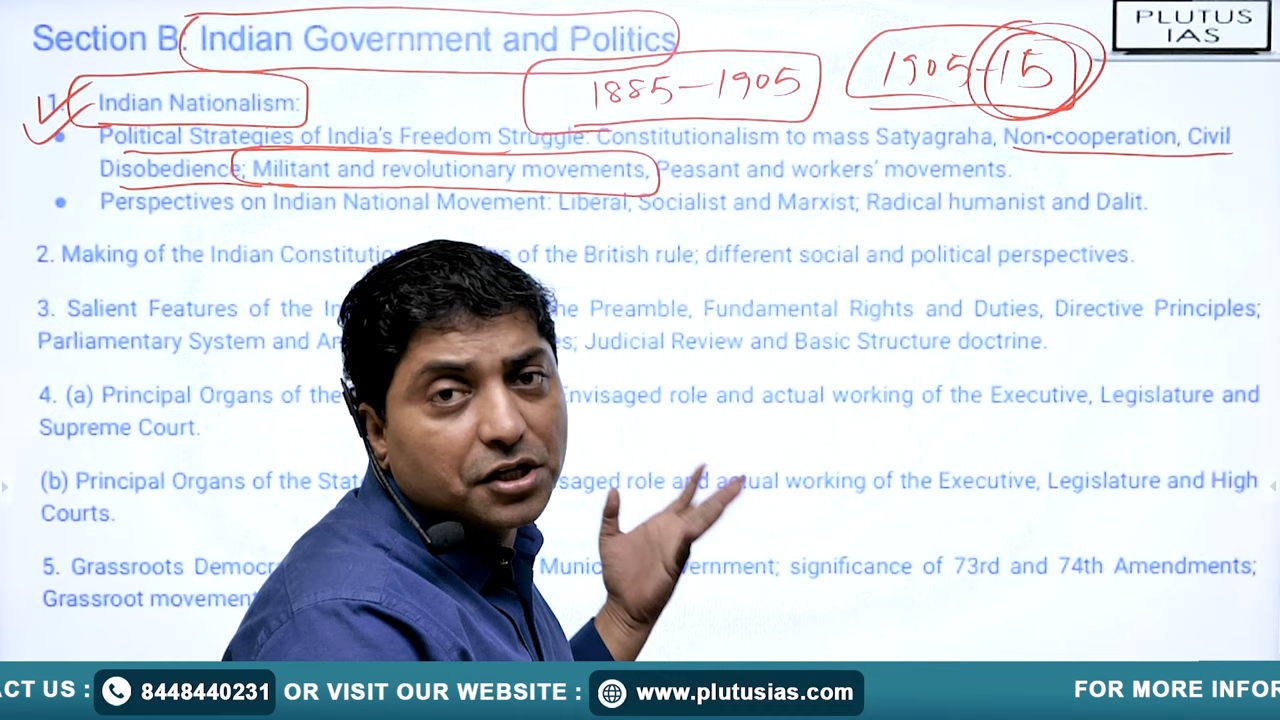 Section B: Indian Government and Politics
PLUTUS
IAS
1885-1905
1905-15
1. Indian Nationalism:
• Political Strategies of India's Freedom Struggle: Constitutionalism to mass Satyagraha, Non-cooperation, Civil
Disobedience; Militant and revolutionary movements, Peasant and workers' movements.
• Perspectives on Indian National Movement: Liberal, Socialist and Marxist; Radical humanist and Dalit.
2. Making of the Indian Constitution of the British rule; different social and political perspectives.
3. Salient Features of the Preamble, Fundamental Rights and Duties, Directive Principles;
Parliamentary System and Judicial Review and Basic Structure doctrine.
4. (a) Principal Organs of the Envisaged role and actual working of the Executive, Legislature and
Supreme Court.
(b) Principal Organs of the role and actual working of the Executive, Legislature and High
Courts.
5. Grassroots significance of 73rd and 74th Amendments;
Grassroot
ACT US : 8448440231 OR VISIT OUR WEBSITE : www.plutusias.com FOR MORE INFOR